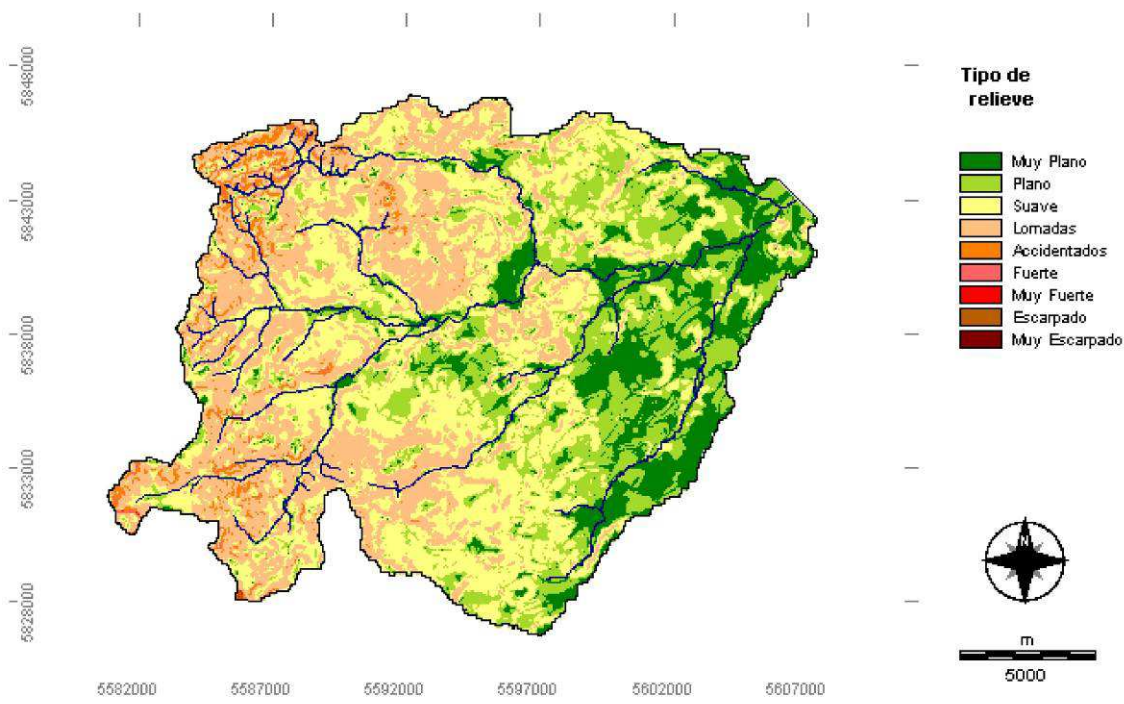 5848000
5843000
5838000
5833000
5828000
5582000 5587000 5592000 5597000 5602000 5607000
Tipo de
relieve
Muy Plano
Plano
Suave
Lomadas
Accidentados
Fuerte
Muy Fuerte
Escarpado
Muy Escarpado
N
m
5000